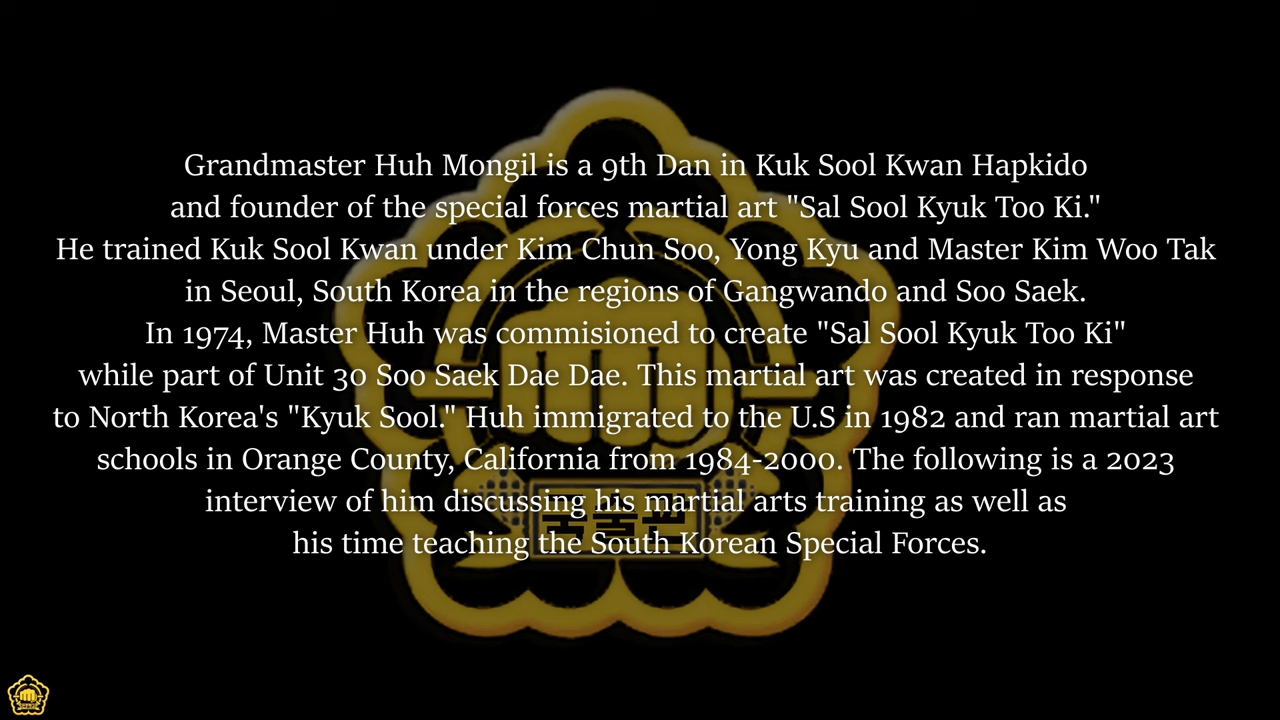 Grandmaster Huh Mongil is a 9th Dan in Kuk Sool Kwan Hapkido
and founder of the special forces martial art "Sal Sool Kyuk Too Ki."
He trained Kuk Sool Kwan under Kim Chun Soo, Yong Kyu and Master Kim Woo Tak
in Seoul, South Korea in the regions of Gangwando and Soo Saek.
In 1974, Master Huh was commisioned to create "Sal Sool Kyuk Too Ki"
while part of Unit 30 Soo Saek Dae Dae. This martial art was created in response
to North Korea's "Kyuk Sool." Huh immigrated to the U.S in 1982 and ran martial art
schools in Orange County, California from 1984-2000. The following is a 2023
interview of him discussing his martial arts training as well as
his time teaching the South Korean Special Forces.